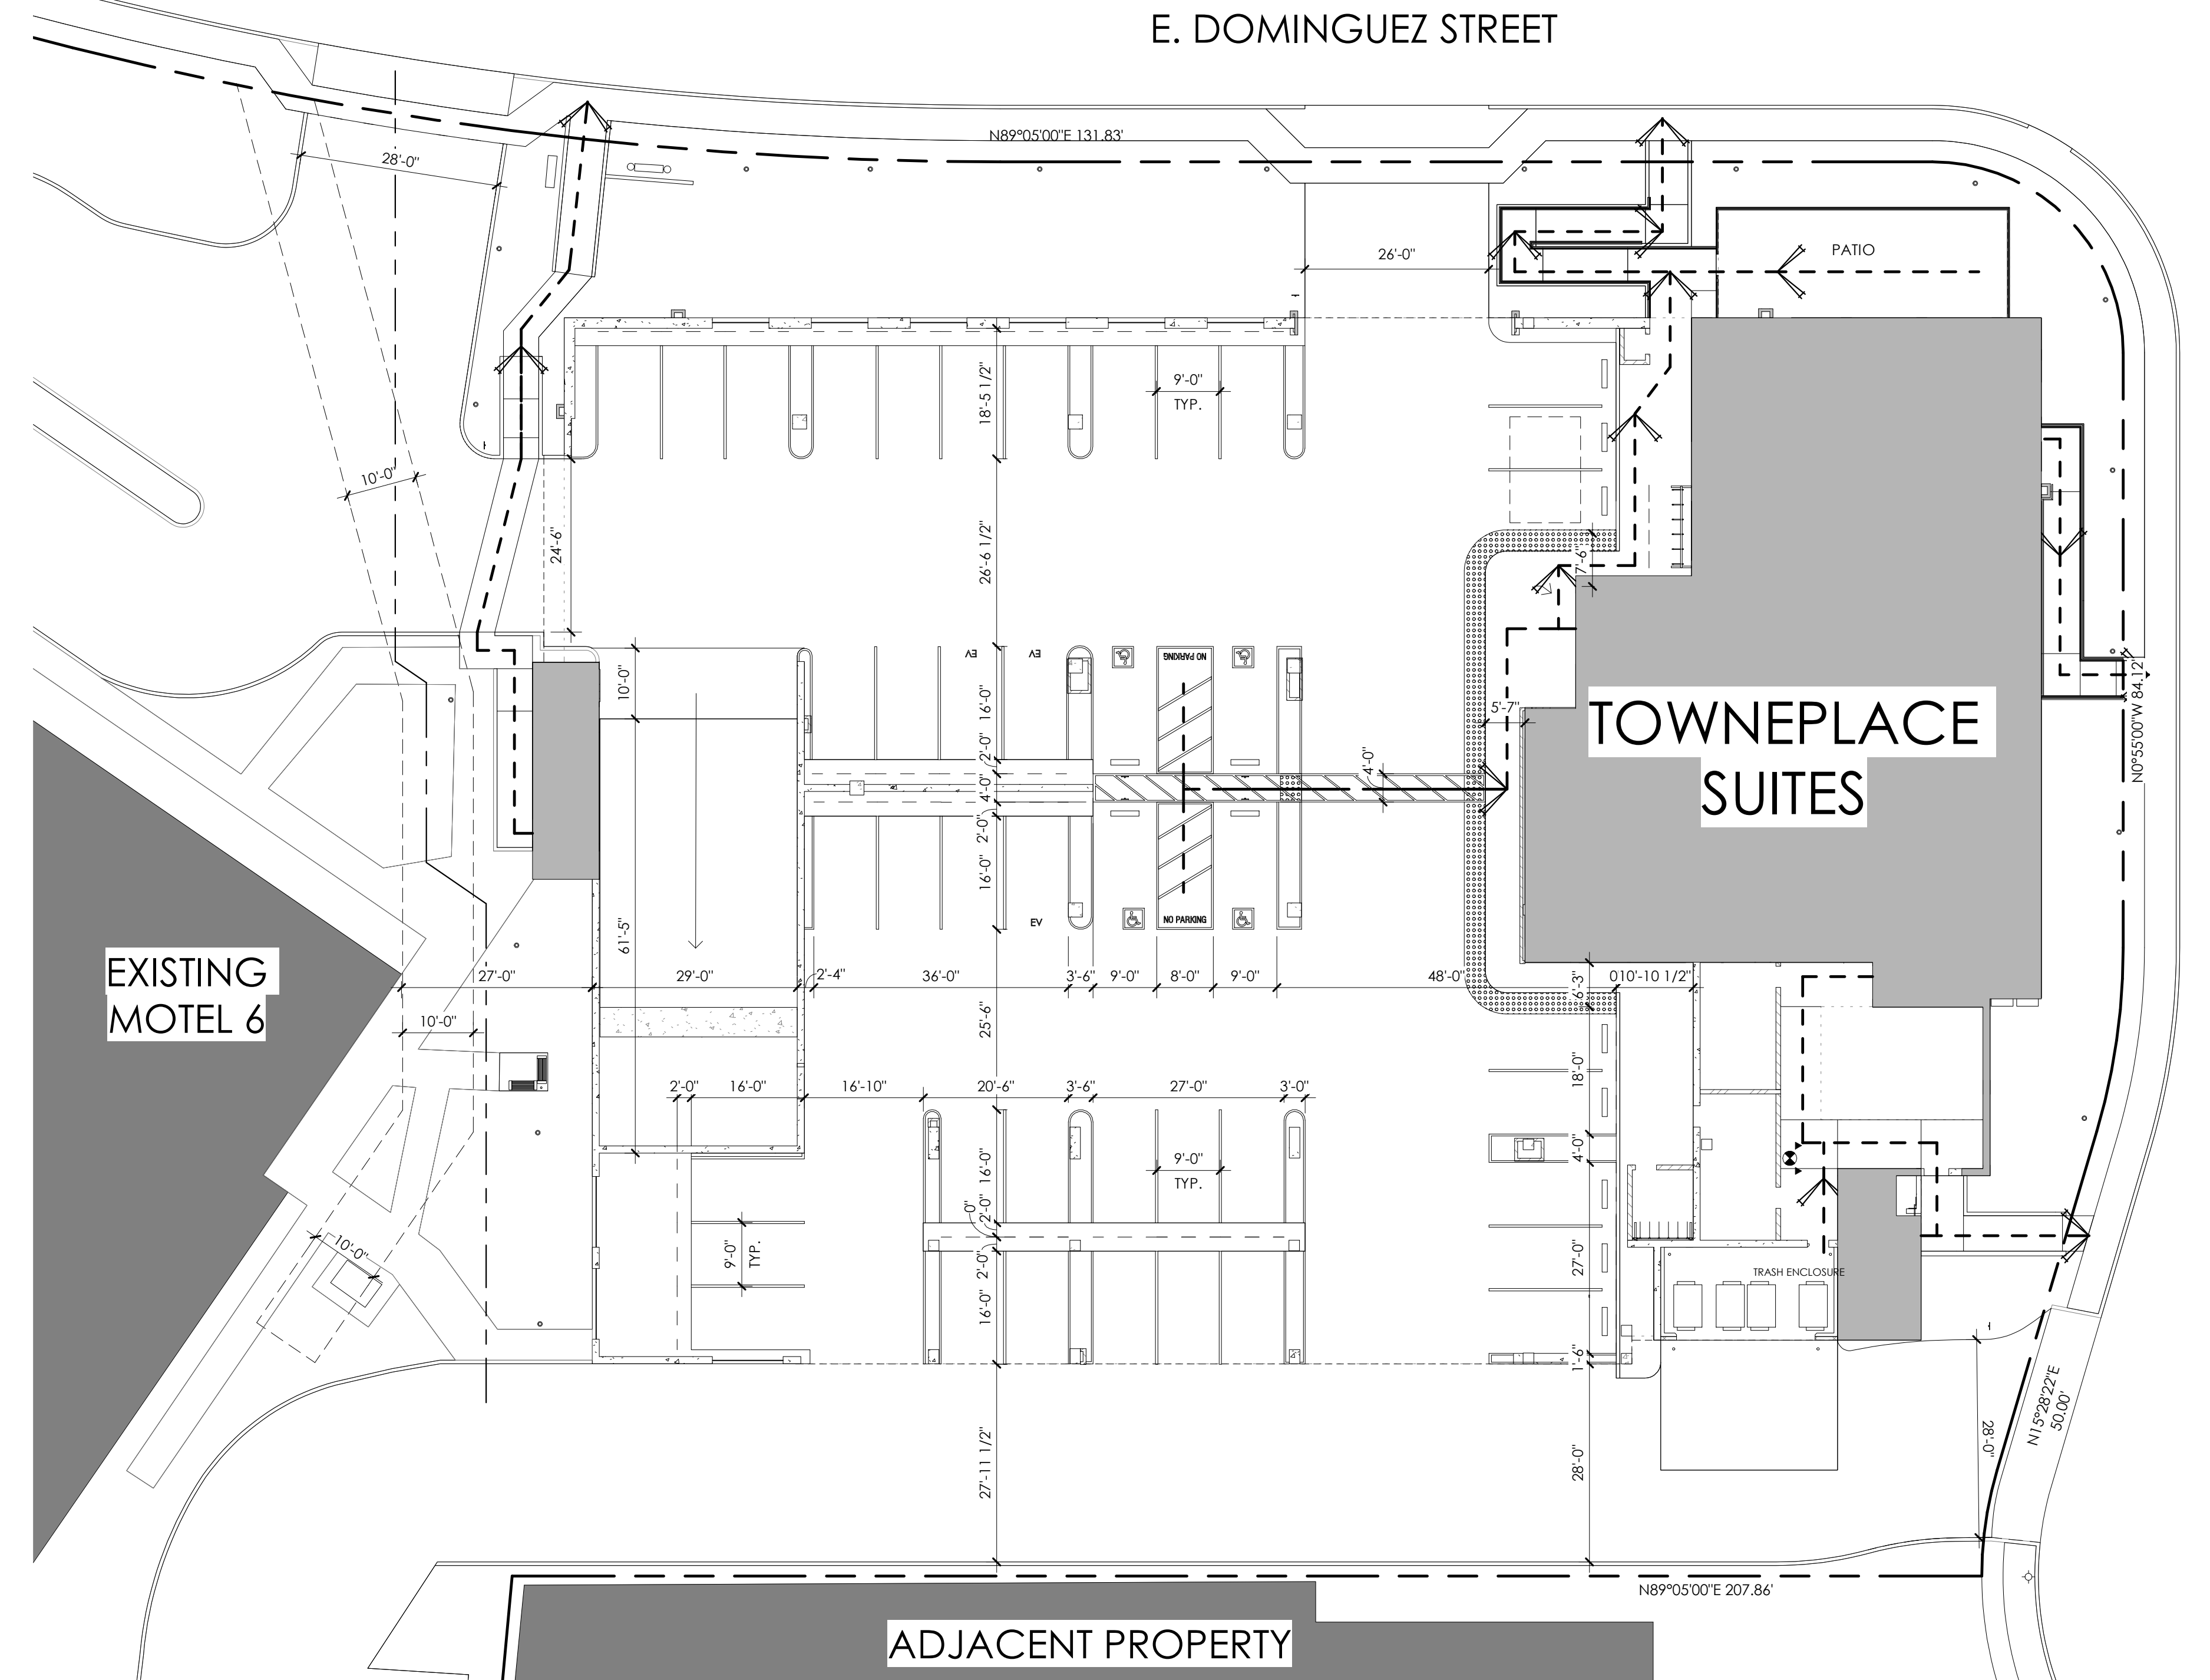 E. DOMINGUEZ STREET
N89°05'00"E 131.83'
28'-0"
PATIO
26'-0"
18'-5 1/2"
9'-0"
TYP.
10'-0"
24'-6"
26'-6 1/2"
7'-6"
EV
EV
NO PARKING
10'-0"
16'-0"
2'-0"
4'-0"
2'-0"
16'-0"
4'-0"
5'-7"
TOWNEPLACE
SUITES
N0°55'00"W 84.12'
61'-5"
EV
NO PARKING
EXISTING
MOTEL 6
27'-0"
29'-0"
2'-4"
36'-0"
3'-6"
9'-0"
8'-0"
9'-0"
48'-0"
6'-3"
010'-10 1/2"
10'-0"
25'-6"
2'-0"
16'-0"
16'-10"
20'-6"
3'-6"
27'-0"
3'-0"
18'-0"
16'-0"
4'-0"
9'-0"
TYP.
2'-0"
0"
10'-0"
9'-0"
TYP.
2'-0"
16'-0"
27'-0"
TRASH ENCLOSURE
1'-6"
27'-11 1/2"
28'-0"
28'-0"
N15°28'22"E
50.00'
N89°05'00"E 207.86'
ADJACENT PROPERTY